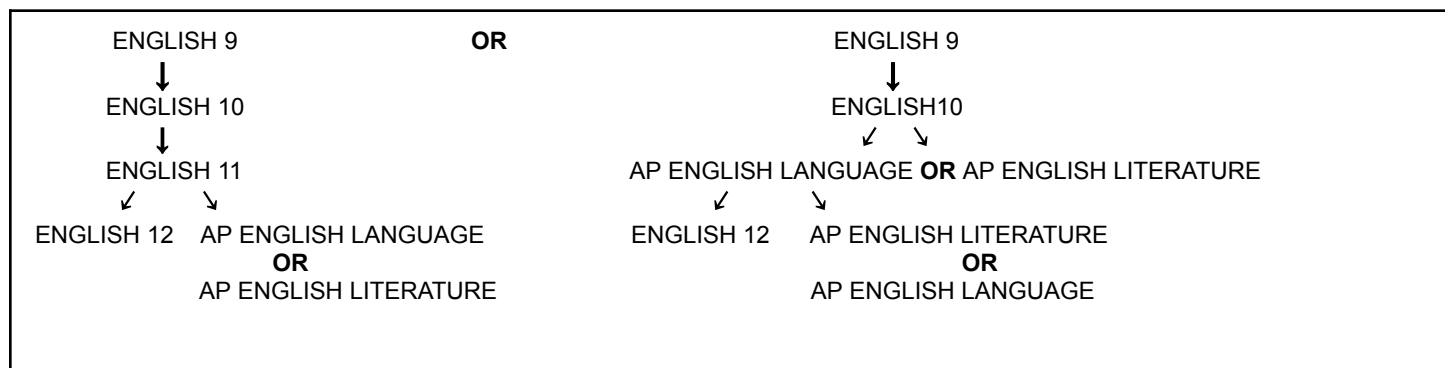 ENGLISH 9 OR ENGLISH 9
ENGLISH 10 ENGLISH10
ENGLISH 11 AP ENGLISH LANGUAGE OR AP ENGLISH LITERATURE
ENGLISH 12 AP ENGLISH LANGUAGE ENGLISH 12 AP ENGLISH LITERATURE
OR OR
AP ENGLISH LITERATURE AP ENGLISH LANGUAGE